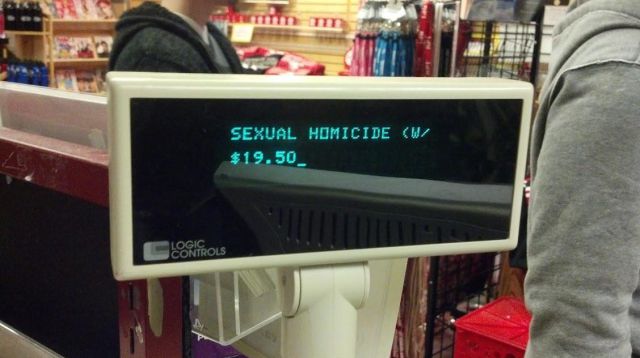 SEXUAL HOMICIDE (W/
$19.50_
LOGIC
CONTROLS